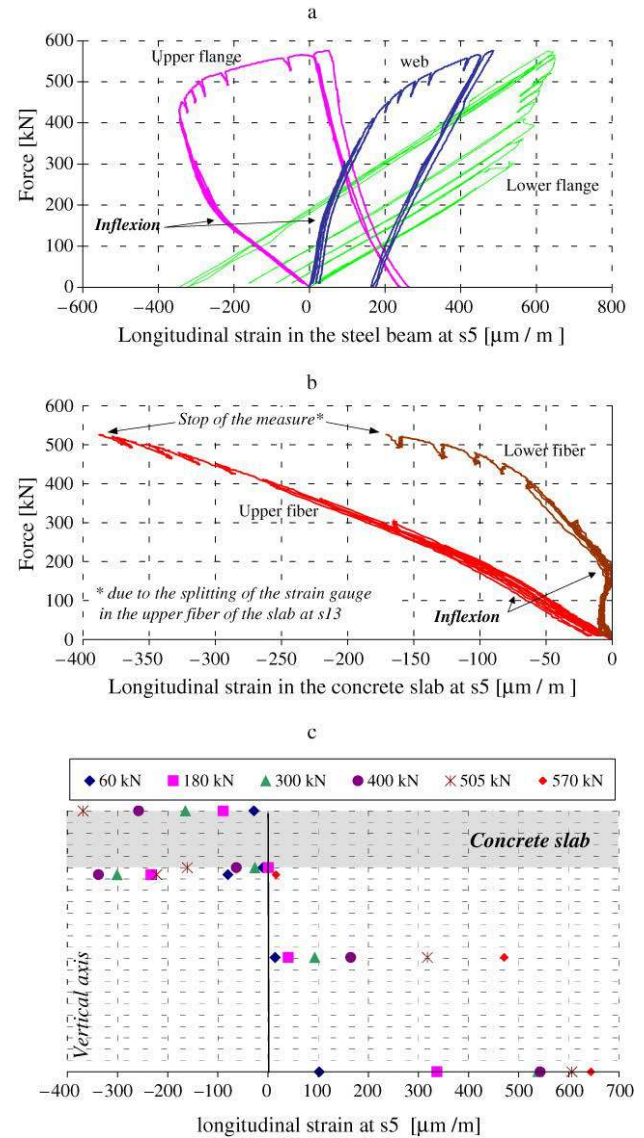 a
600
500
400
300
200
100
0
Force [kN]
Upper flange
web
Lower flange
Inflexion
−600 −400 −200 0 200 400 600 800
Longitudinal strain in the steel beam at s5 [μm / m ]
b
600
500
400
300
200
100
0
Force [kN]
Stop of the measure*
Lower fiber
Upper fiber
* due to the splitting of the strain gauge
in the upper fiber of the slab at s13
Inflexion
−400 −350 −300 −250 −200 −150 −100 −50 0
Longitudinal strain in the concrete slab at s5 [μm / m ]
c
60 kN 180 kN 300 kN 400 kN 505 kN 570 kN
Concrete slab
Vertical axis
−400 −300 −200 −100 0 100 200 300 400 500 600 700
longitudinal strain at s5 [μm /m]